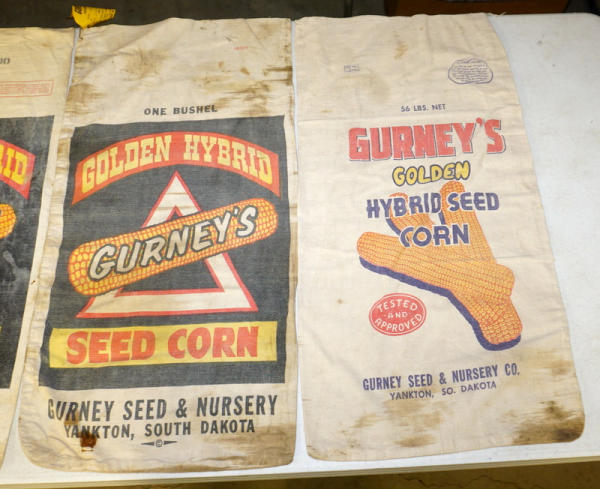 RID
ONE BUSHEL
GOLDEN HYBRID
GURNEY'S
SEED CORN
GURNEY SEED & NURSERY
YANKTON, SOUTH DAKOTA
56 LBS. NET
GURNEY'S
GOLDEN
HYBRID SEED
CORN
TESTED
-AND-
APPROVED
GURNEY SEED & NURSERY CO.
YANKTON, SO. DAKOTA